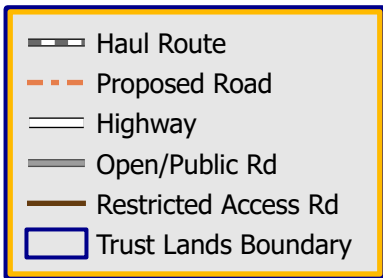 Haul Route
Proposed Road
Highway
Open/Public Rd
Restricted Access Rd
Trust Lands Boundary